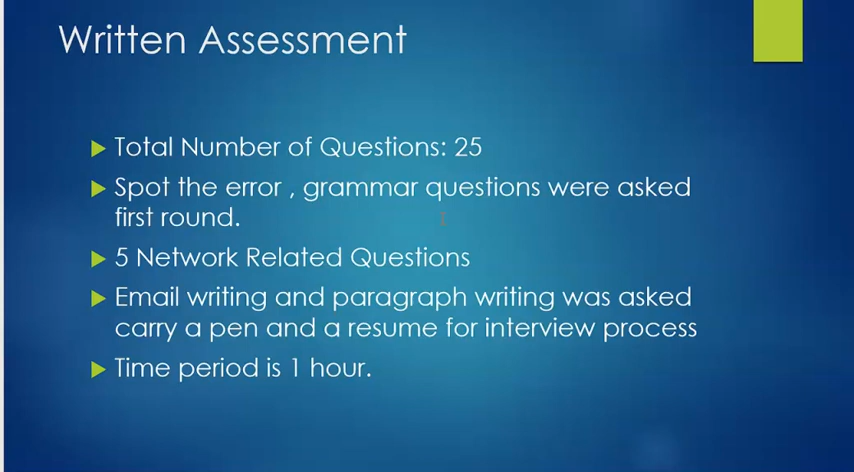 Written Assessment
Total Number of Questions: 25
Spot the error , grammar questions were asked
first round.
5 Network Related Questions
Email writing and paragraph writing was asked
carry a pen and a resume for interview process
Time period is 1 hour.